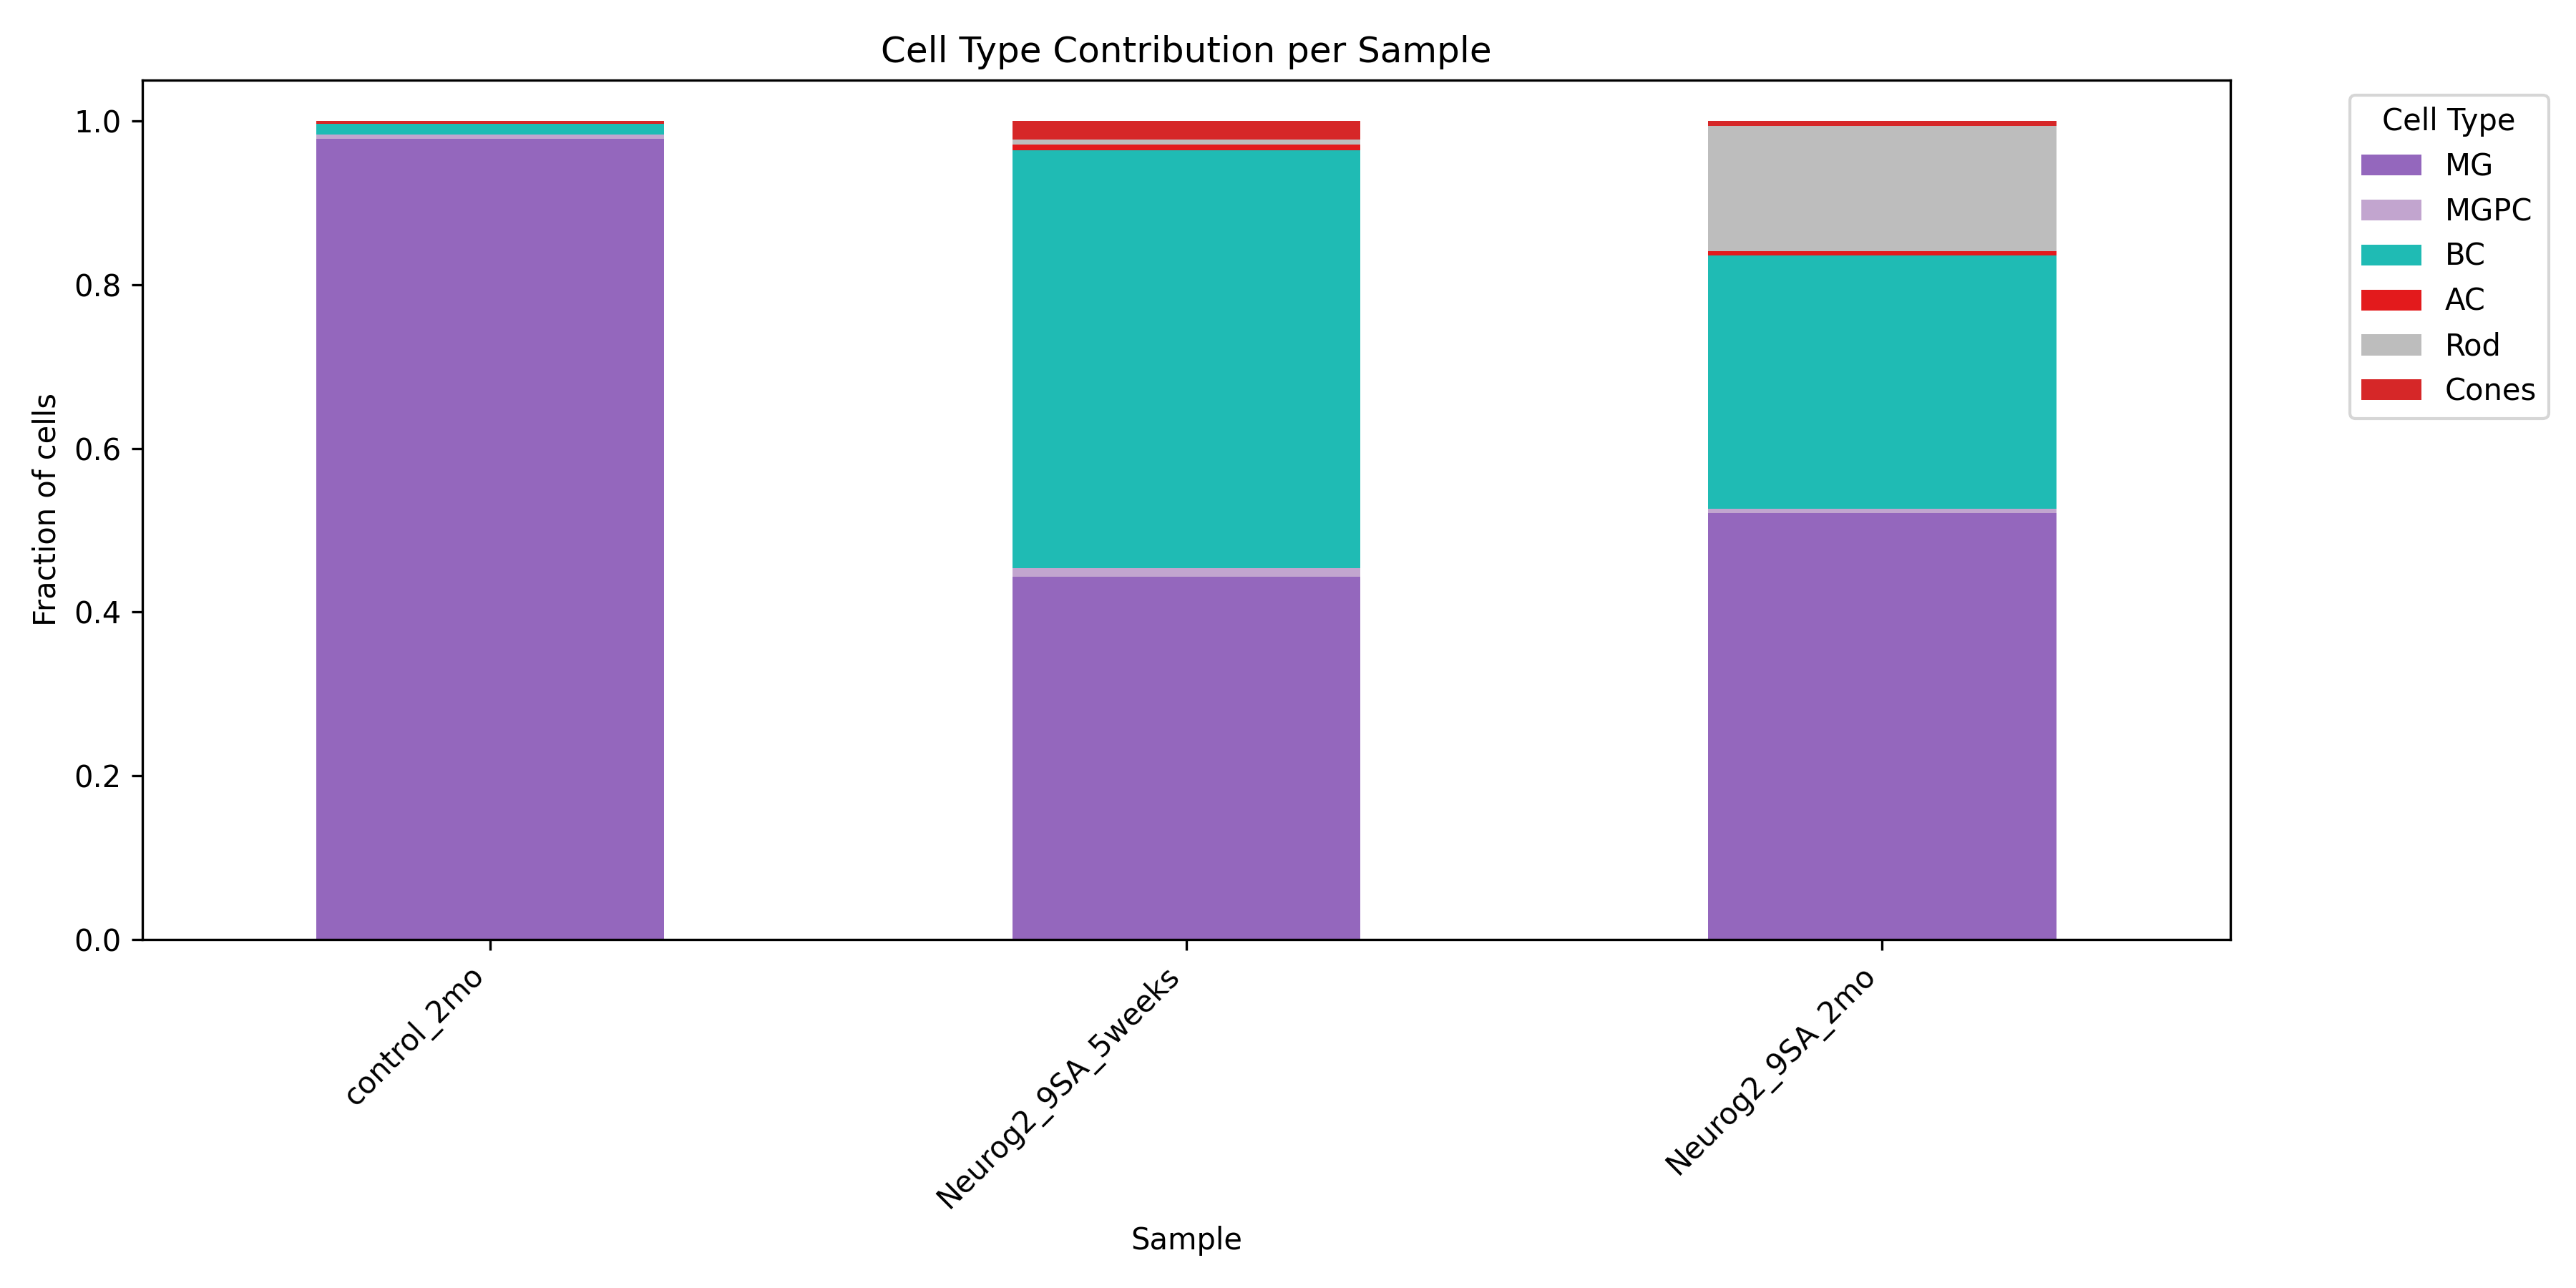 Cell Type Contribution per Sample
Fraction of cells
1.0
0.8
0.6
0.4
0.2
0.0
control_2mo
Neurog2_9SA_5weeks
Neurog2_9SA_2mo
Sample
Cell Type
MG
MGPC
BC
AC
Rod
Cones